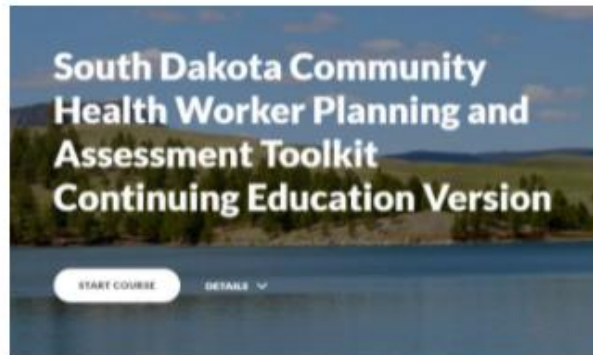 South Dakota Community
Health Worker Planning and
Assessment Toolkit
Continuing Education Version
START COURSE
DETAILS